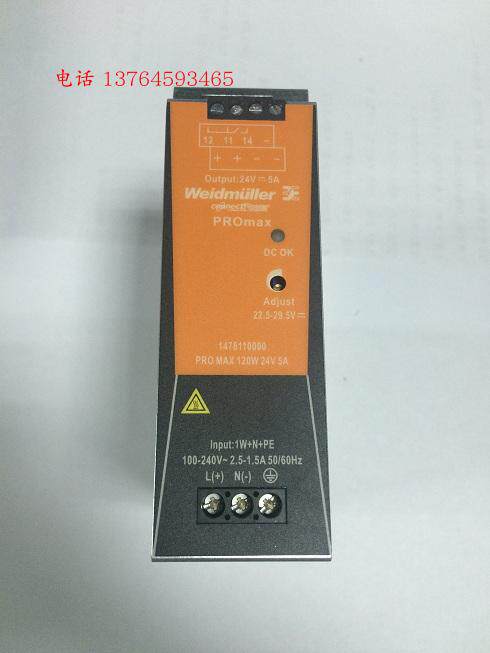 电话 13764593465
12 11 14 –
+ + – –
Output:24V⎓5A
Weidmüller
connectPower
PROmax
DC OK
Adjust
22.5-29.5V⎓
1478110000
PRO MAX 120W 24V 5A
Input:1W+N+PE
100-240V~ 2.5-1.5A 50/60Hz
L(+) N(-)